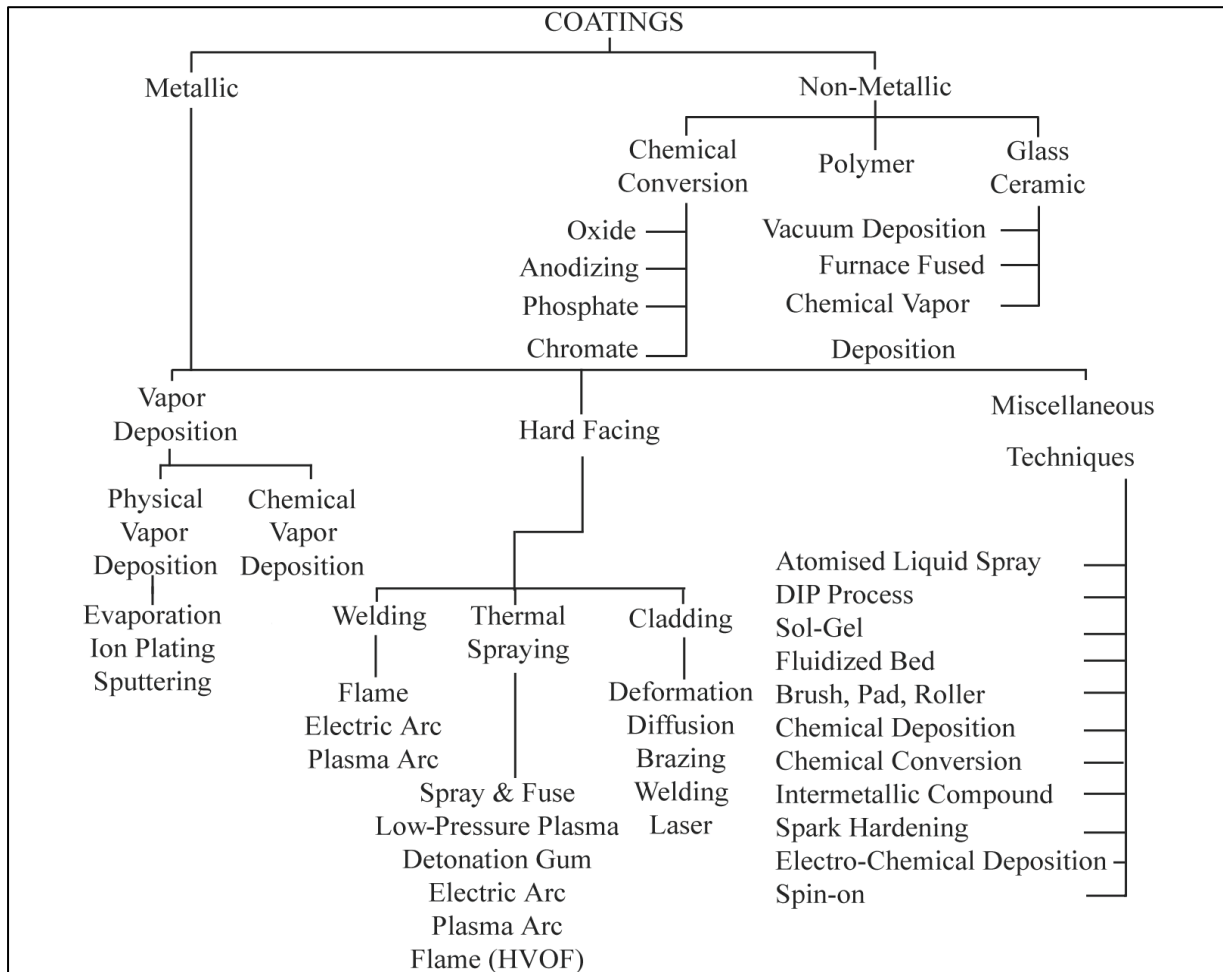 COATINGS
Metallic
Non-Metallic
Chemical
Conversion
Polymer
Glass
Ceramic
Oxide
Anodizing
Phosphate
Chromate
Vacuum Deposition
Furnace Fused
Chemical Vapor
Deposition
Vapor
Deposition
Hard Facing
Miscellaneous
Techniques
Physical
Vapor
Deposition
Chemical
Vapor
Deposition
Evaporation
Ion Plating
Sputtering
Welding
Thermal
Spraying
Cladding
Flame
Electric Arc
Plasma Arc
Spray & Fuse
Low-Pressure Plasma
Detonation Gum
Electric Arc
Plasma Arc
Flame (HVOF)
Deformation
Diffusion
Brazing
Welding
Laser
Atomised Liquid Spray
DIP Process
Sol-Gel
Fluidized Bed
Brush, Pad, Roller
Chemical Deposition
Chemical Conversion
Intermetallic Compound
Spark Hardening
Electro-Chemical Deposition
Spin-on